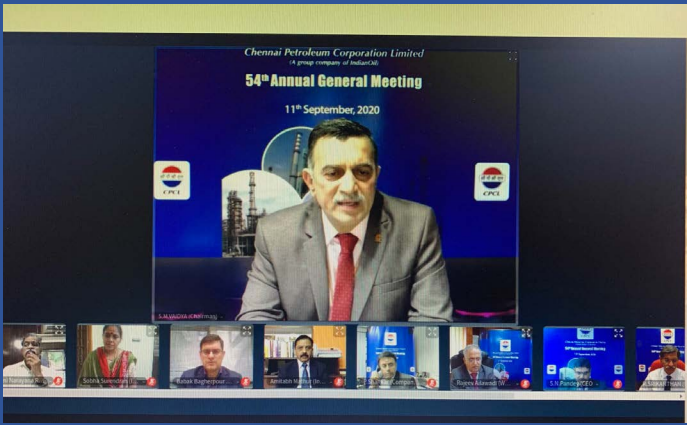 Chennai Petroleum Corporation Limited
(A group company of IndianOil)
54th Annual General Meeting
11th September, 2020
CPCL
CPCL
S.M.VAIDYA (Chairman)
Sobha Surendran
Babak Bagherpour
Amitabh Mathur
Rajeev Ailawadi (W...
S.N.Pandey CEO